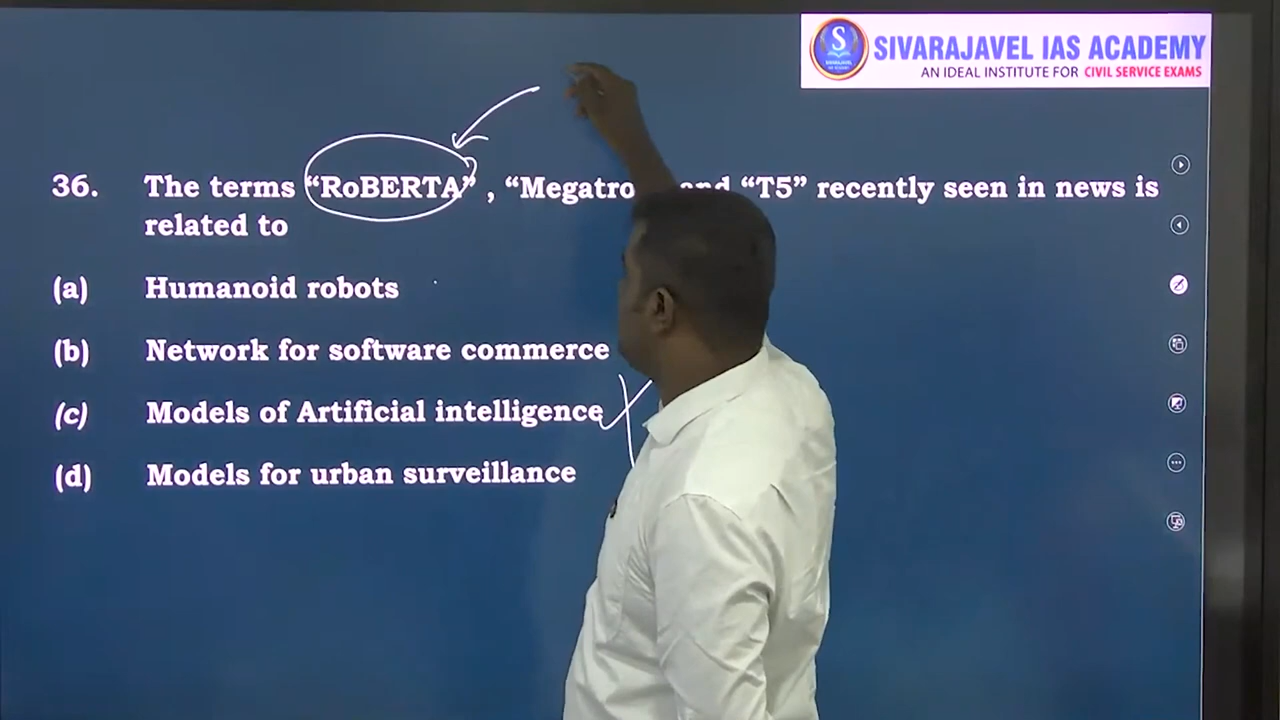 SIVARAJAVEL IAS ACADEMY
AN IDEAL INSTITUTE FOR CIVIL SERVICE EXAMS
36. The terms “RoBERTA” , “Megatro and “T5” recently seen in news is
related to
(a) Humanoid robots
(b) Network for software commerce
(c) Models of Artificial intelligence
(d) Models for urban surveillance